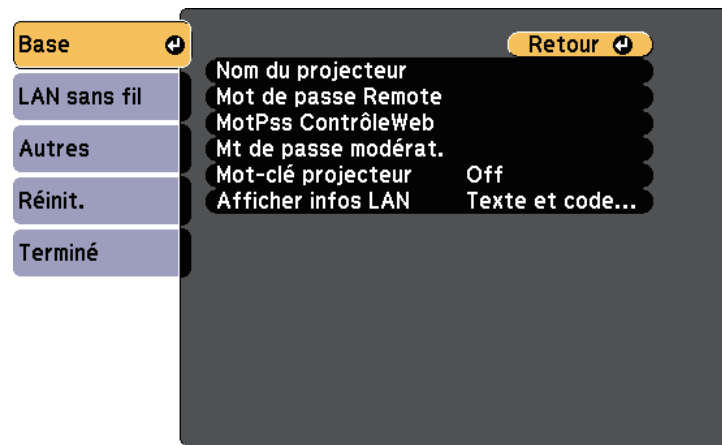 Base
LAN sans fil
Autres
Réinit.
Terminé
Retour
Nom du projecteur
Mot de passe Remote
MotPss ContrôleWeb
Mt de passe modérat.
Mot-clé projecteur Off
Afficher infos LAN Texte et code...